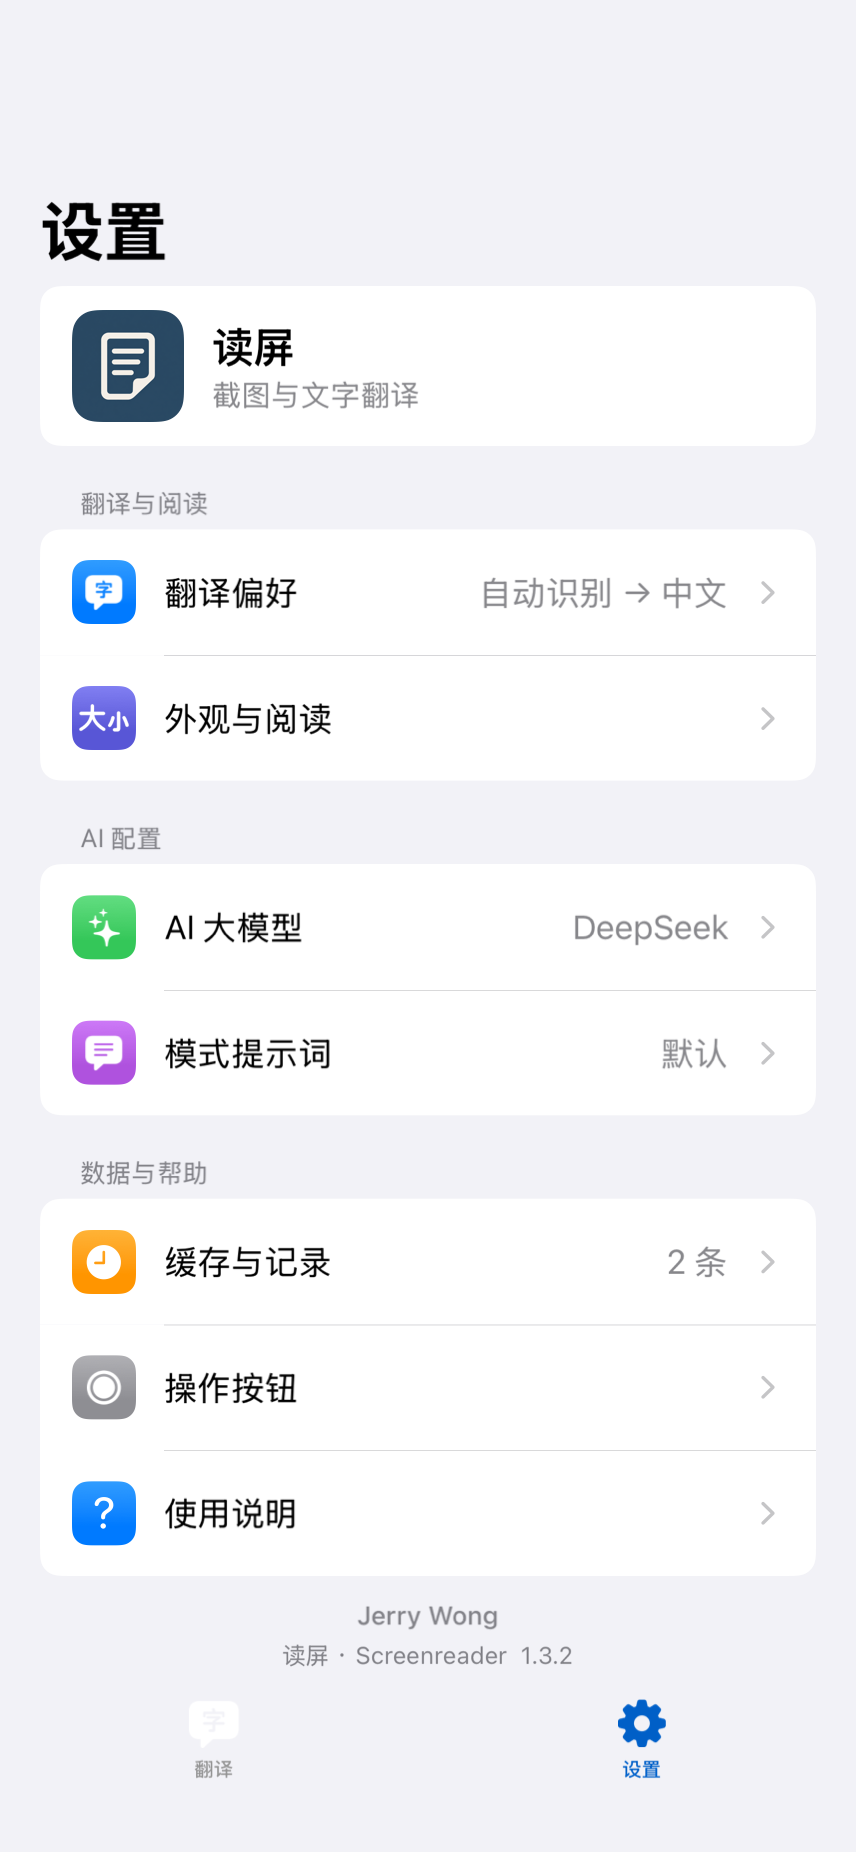 设置
读屏
截图与文字翻译
翻译与阅读
字
翻译偏好
自动识别 → 中文
大小
外观与阅读
AI 配置
AI 大模型
DeepSeek
模式提示词
默认
数据与帮助
缓存与记录
2 条
操作按钮
?
使用说明
Jerry Wong
读屏 · Screenreader 1.3.2
字
翻译
设置